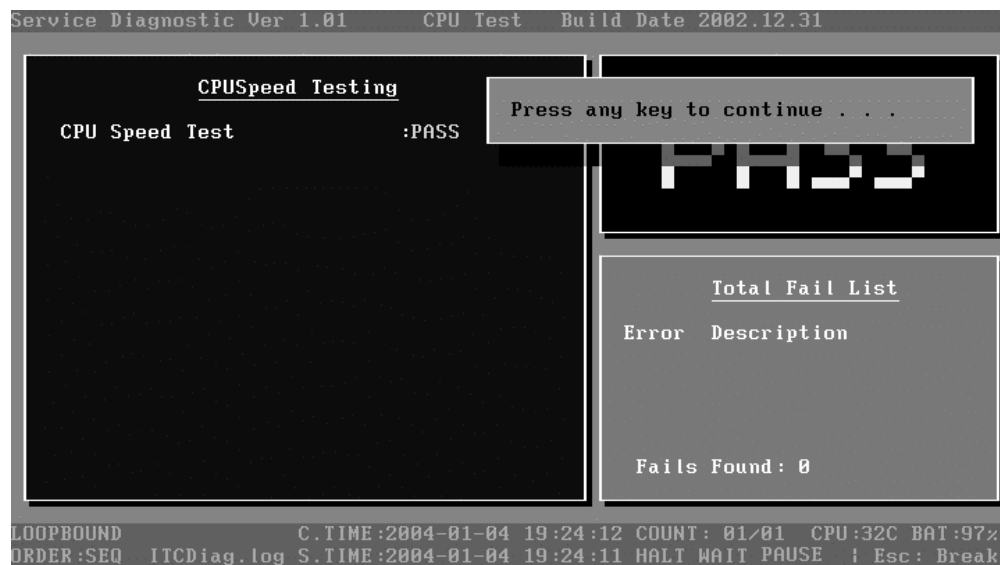 Service Diagnostic Ver 1.01 CPU Test Build Date 2002.12.31
CPUSpeed Testing
CPU Speed Test :PASS
Press any key to continue . . .
PASS
Total Fail List
Error Description
Fails Found: 0
LOOPBOUND C.TIME:2004-01-04 19:24:12 COUNT: 01/01 CPU:32C BAT:97%
ORDER:SEQ ITCDiag.log S.TIME:2004-01-04 19:24:11 HALT WAIT PAUSE ¦ Esc: Break